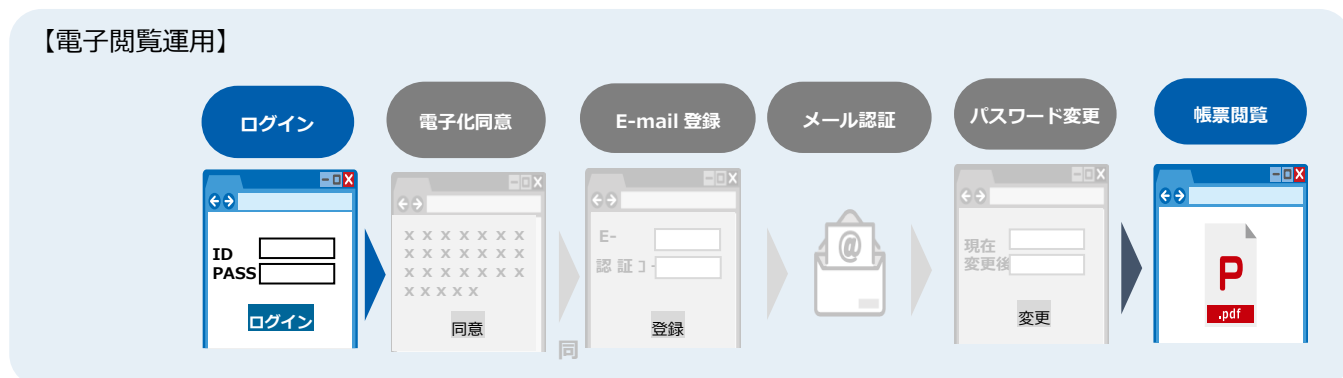 【電子閲覧運用】
ログイン
電子化同意
E-mail 登録
メール認証
パスワード変更
帳票閲覧
ID
PASS
ログイン
x x x x x x x
x x x x x x x
x x x x x x x
x x x x x
同意
同
E-
認 証 コ-
登録
@
現在
変更後
変更
P
.pdf